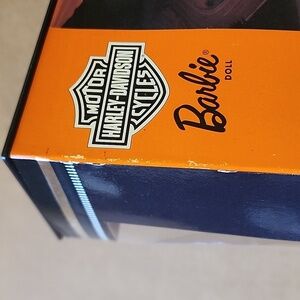 MOTOR
HARLEY-DAVIDSON
CYCLES
Barbie®
DOLL